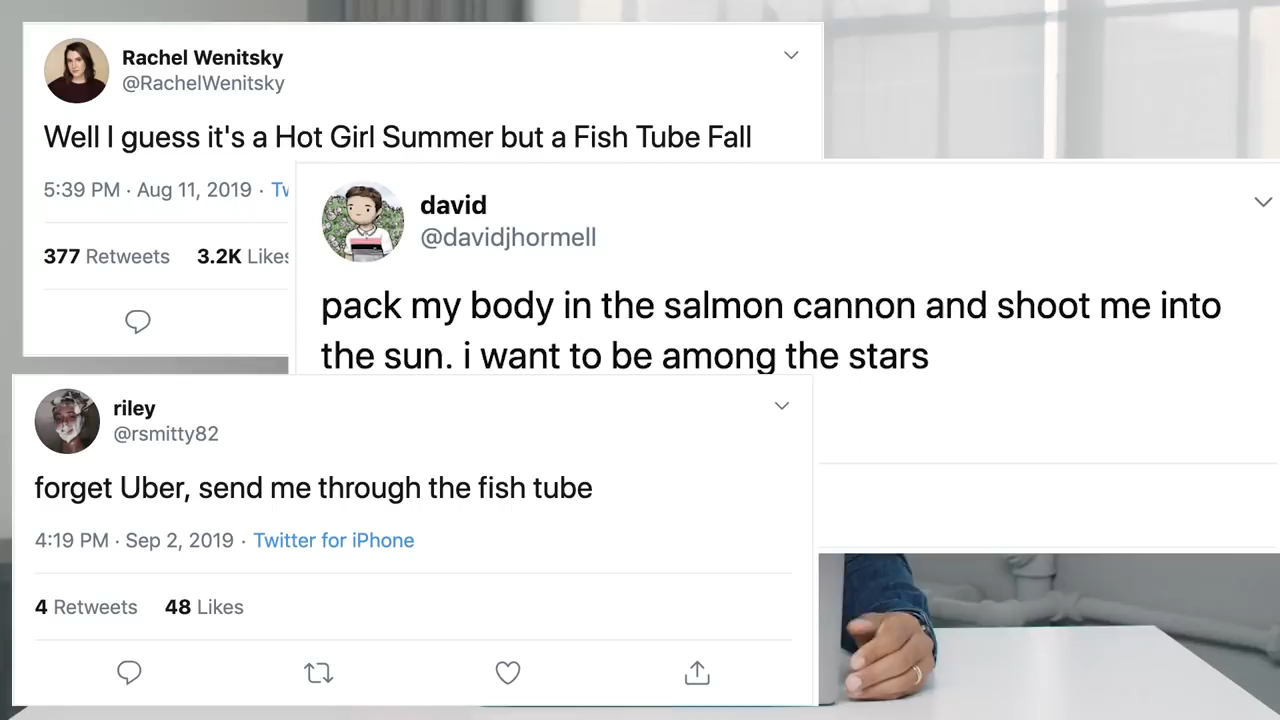 Rachel Wenitsky
@RachelWenitsky
Well I guess it's a Hot Girl Summer but a Fish Tube Fall
5:39 PM · Aug 11, 2019 ·
377 Retweets 3.2K Likes
david
@davidjhormell
pack my body in the salmon cannon and shoot me into
the sun. i want to be among the stars
riley
@rsmitty82
forget Uber, send me through the fish tube
4:19 PM · Sep 2, 2019 · Twitter for iPhone
4 Retweets 48 Likes